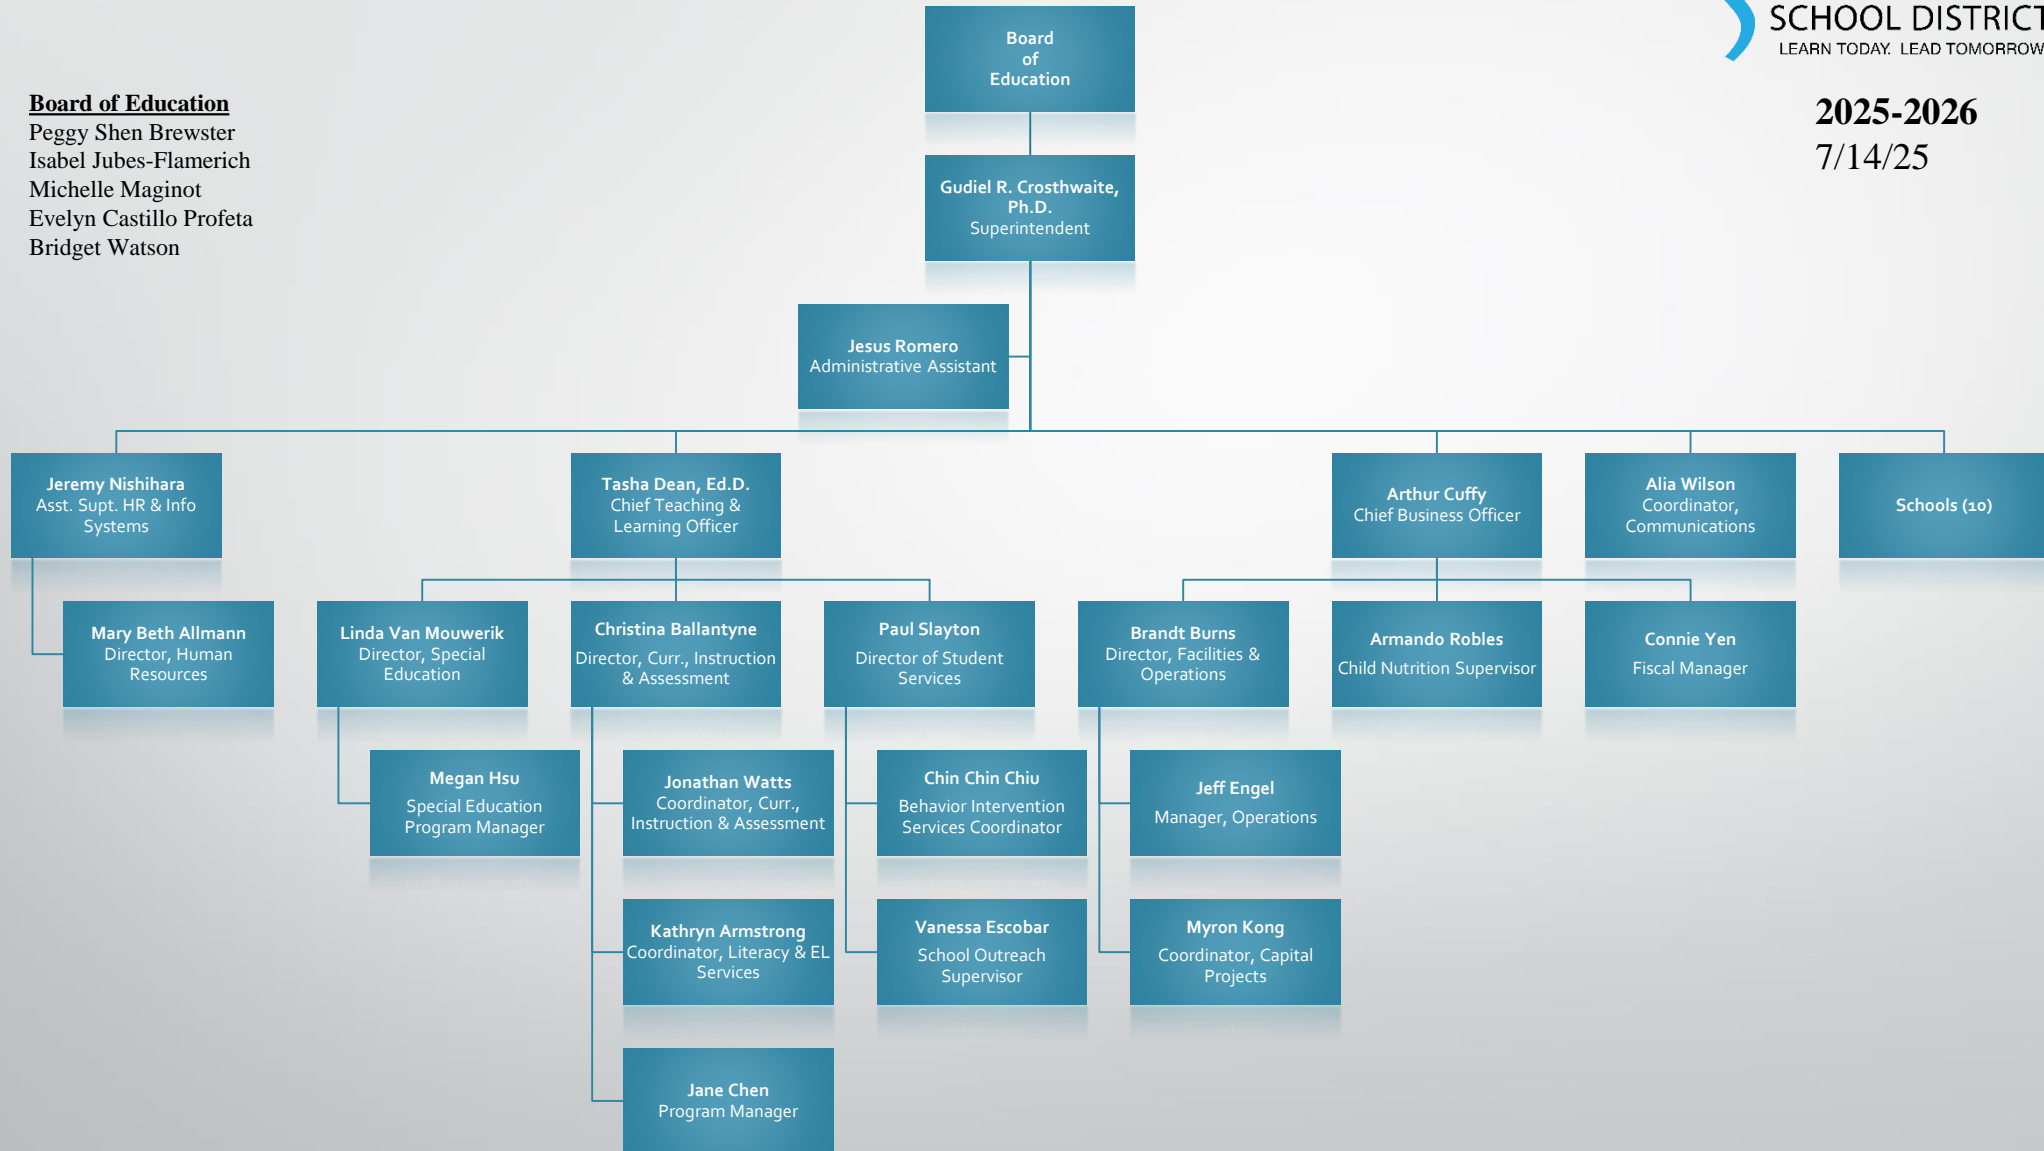 SCHOOL DISTRICT
LEARN TODAY. LEAD TOMORROW
2025-2026
7/14/25
Board of Education
Peggy Shen Brewster
Isabel Jubes-Flamerich
Michelle Maginot
Evelyn Castillo Profeta
Bridget Watson
Board
of
Education
Gudiel R. Crosthwaite,
Ph.D.
Superintendent
Jesus Romero
Administrative Assistant
Jeremy Nishihara
Asst. Supt. HR & Info
Systems
Tasha Dean, Ed.D.
Chief Teaching &
Learning Officer
Arthur Cuffy
Chief Business Officer
Alia Wilson
Coordinator,
Communications
Schools (10)
Mary Beth Allmann
Director, Human
Resources
Linda Van Mouwerik
Director, Special
Education
Christina Ballantyne
Director, Curr., Instruction
& Assessment
Paul Slayton
Director of Student
Services
Brandt Burns
Director, Facilities &
Operations
Armando Robles
Child Nutrition Supervisor
Connie Yen
Fiscal Manager
Megan Hsu
Special Education
Program Manager
Jonathan Watts
Coordinator, Curr.,
Instruction & Assessment
Chin Chin Chiu
Behavior Intervention
Services Coordinator
Jeff Engel
Manager, Operations
Kathryn Armstrong
Coordinator, Literacy & EL
Services
Vanessa Escobar
School Outreach
Supervisor
Myron Kong
Coordinator, Capital
Projects
Jane Chen
Program Manager